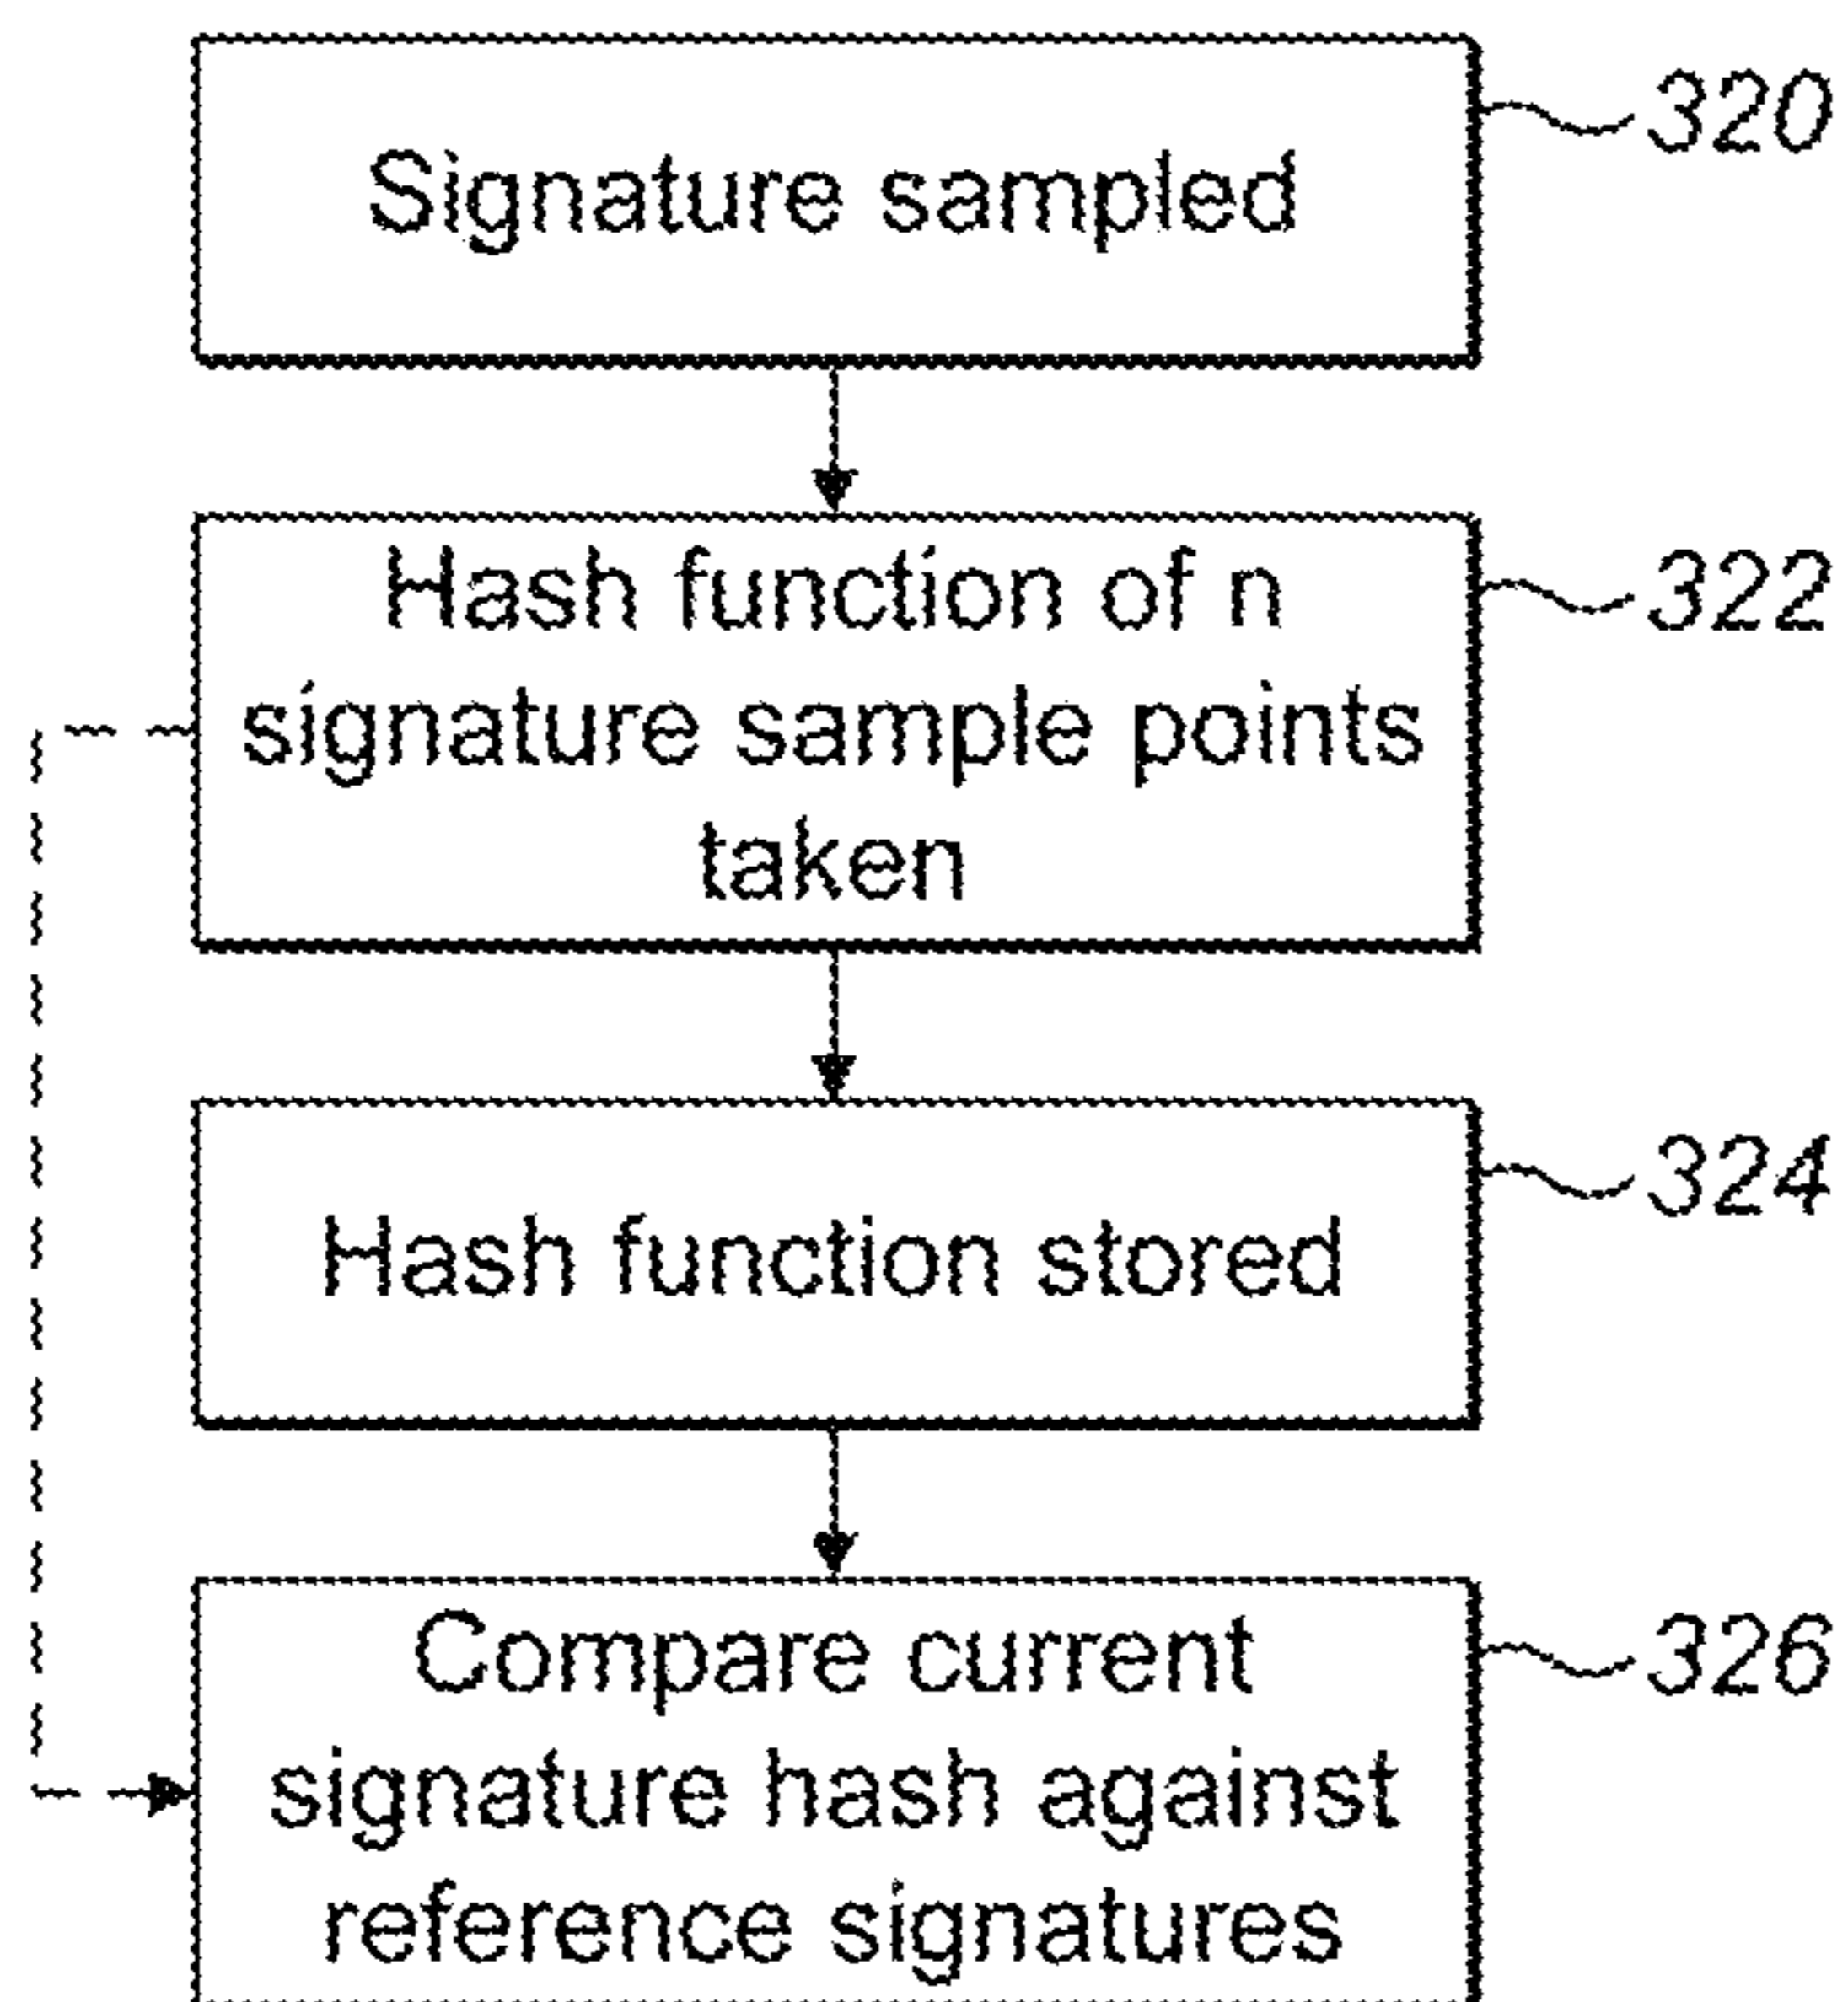 Signature sampled
320
Hash function of n
signature sample points
taken
322
Hash function stored
324
Compare current
signature hash against
reference signatures
326